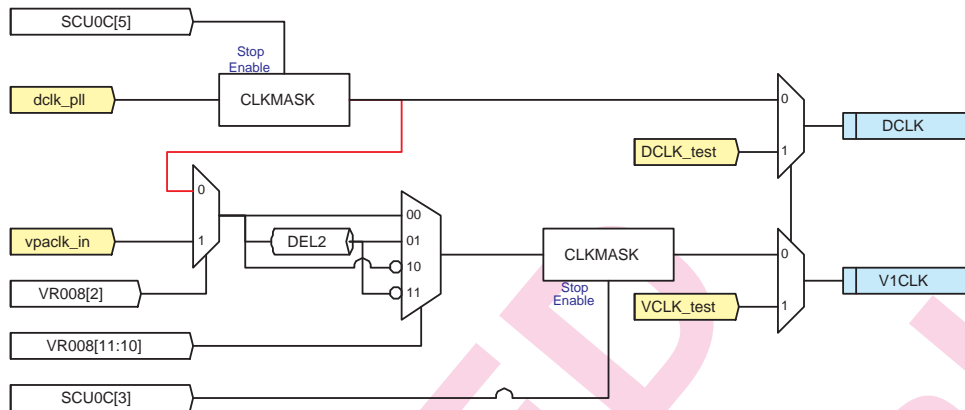 SCU0C[5]
Stop
Enable
dclk_pll
CLKMASK
0
DCLK
DCLK_test
1
0
00
vpaclk_in
1
DEL2
01
CLKMASK
0
10
V1CLK
VR008[2]
11
Stop
Enable
VCLK_test
1
VR008[11:10]
SCU0C[3]